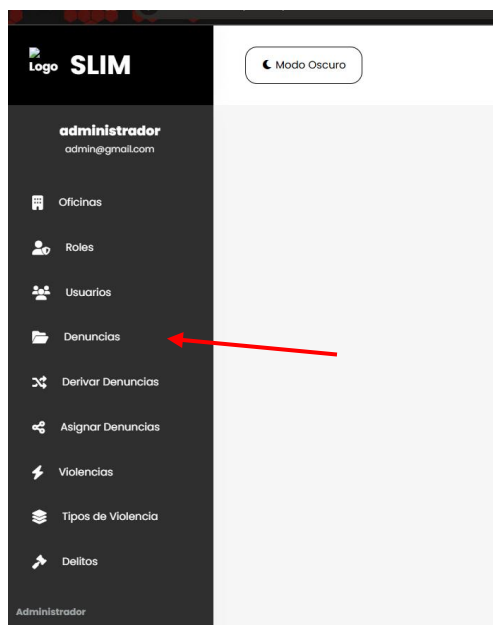 Logo SLIM
Modo Oscuro
administrador
admin@gmail.com
Oficinas
Roles
Usuarios
Denuncias
Derivar Denuncias
Asignar Denuncias
Violencias
Tipos de Violencia
Delitos
Administrador